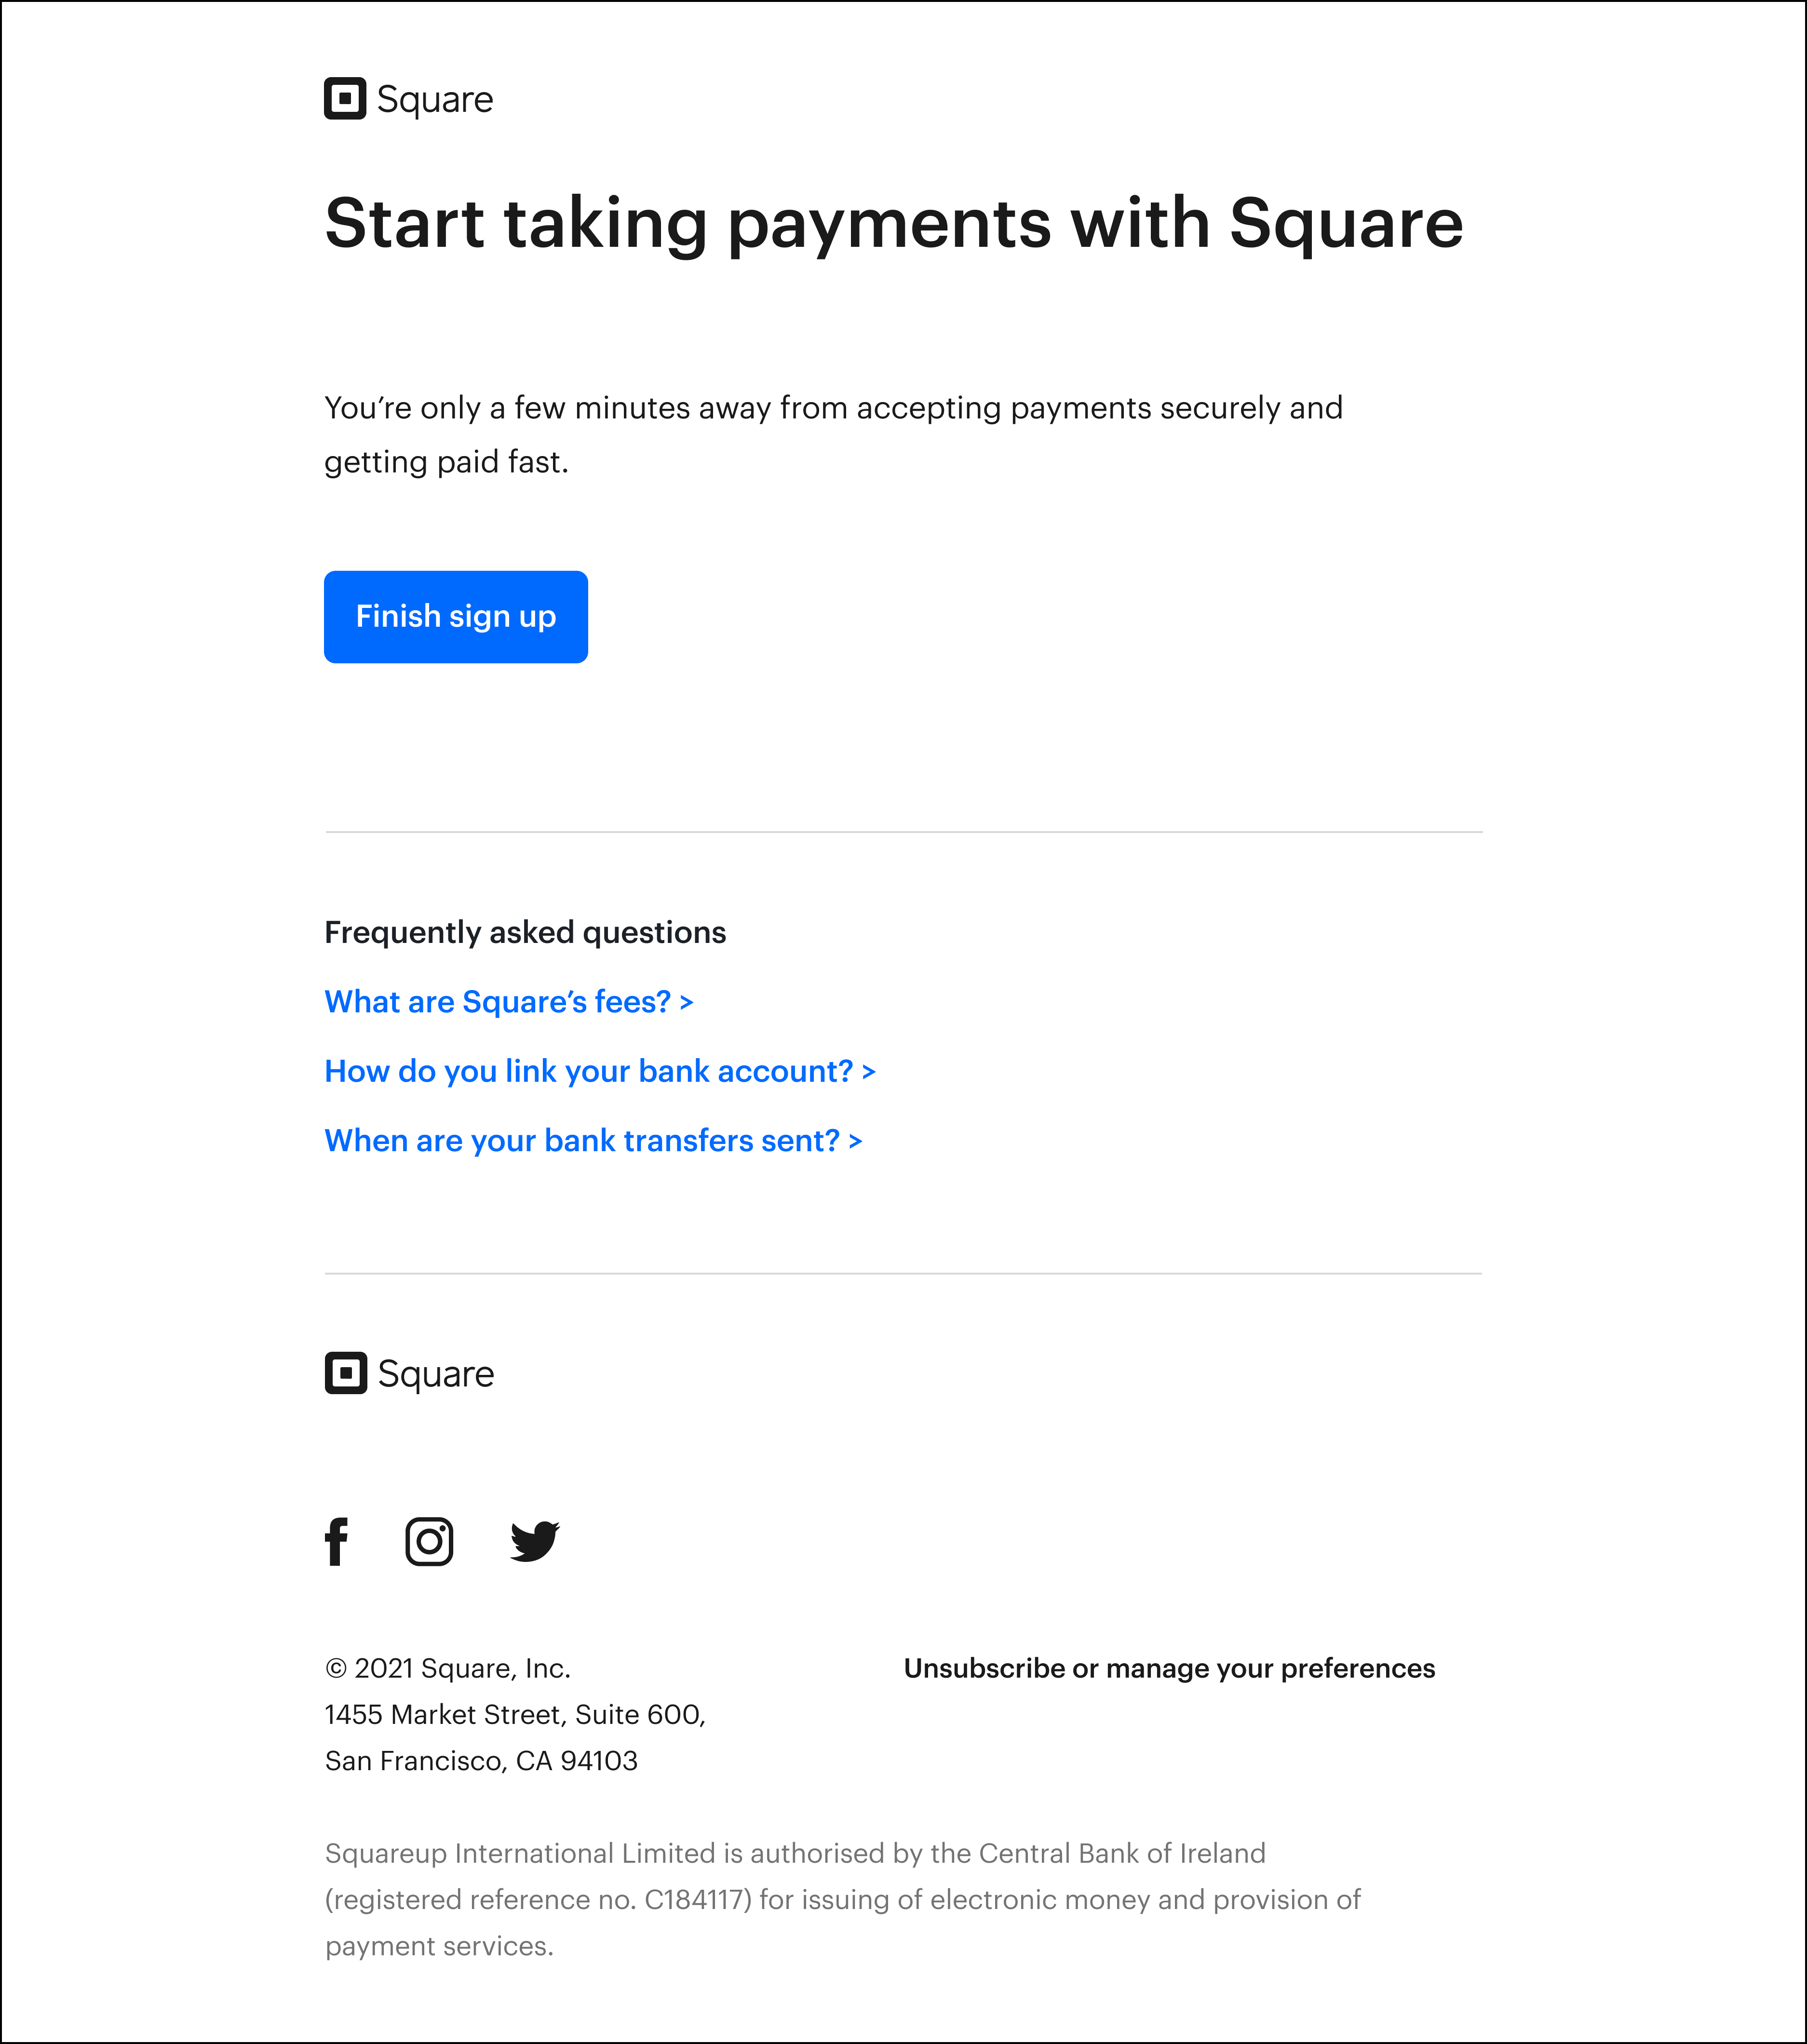 Square
Start taking payments with Square
You’re only a few minutes away from accepting payments securely and
getting paid fast.
Finish sign up
Frequently asked questions
What are Square’s fees? >
How do you link your bank account? >
When are your bank transfers sent? >
Square
© 2021 Square, Inc.
1455 Market Street, Suite 600,
San Francisco, CA 94103
Unsubscribe or manage your preferences
Squareup International Limited is authorised by the Central Bank of Ireland
(registered reference no. C184117) for issuing of electronic money and provision of
payment services.